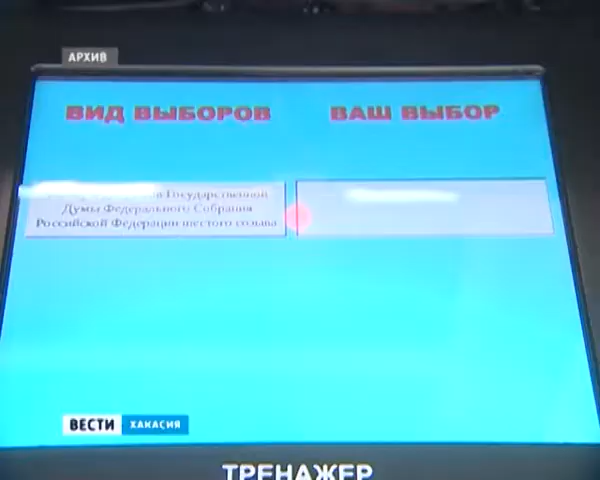 АРХИВ
ВИД ВЫБОРОВ ВАШ ВЫБОР
Государственной
Думы Федерального Собрания
Российской Федерации шестого созыва
ВЕСТИ ХАКАСИЯ
ТРЕНАЖЕР